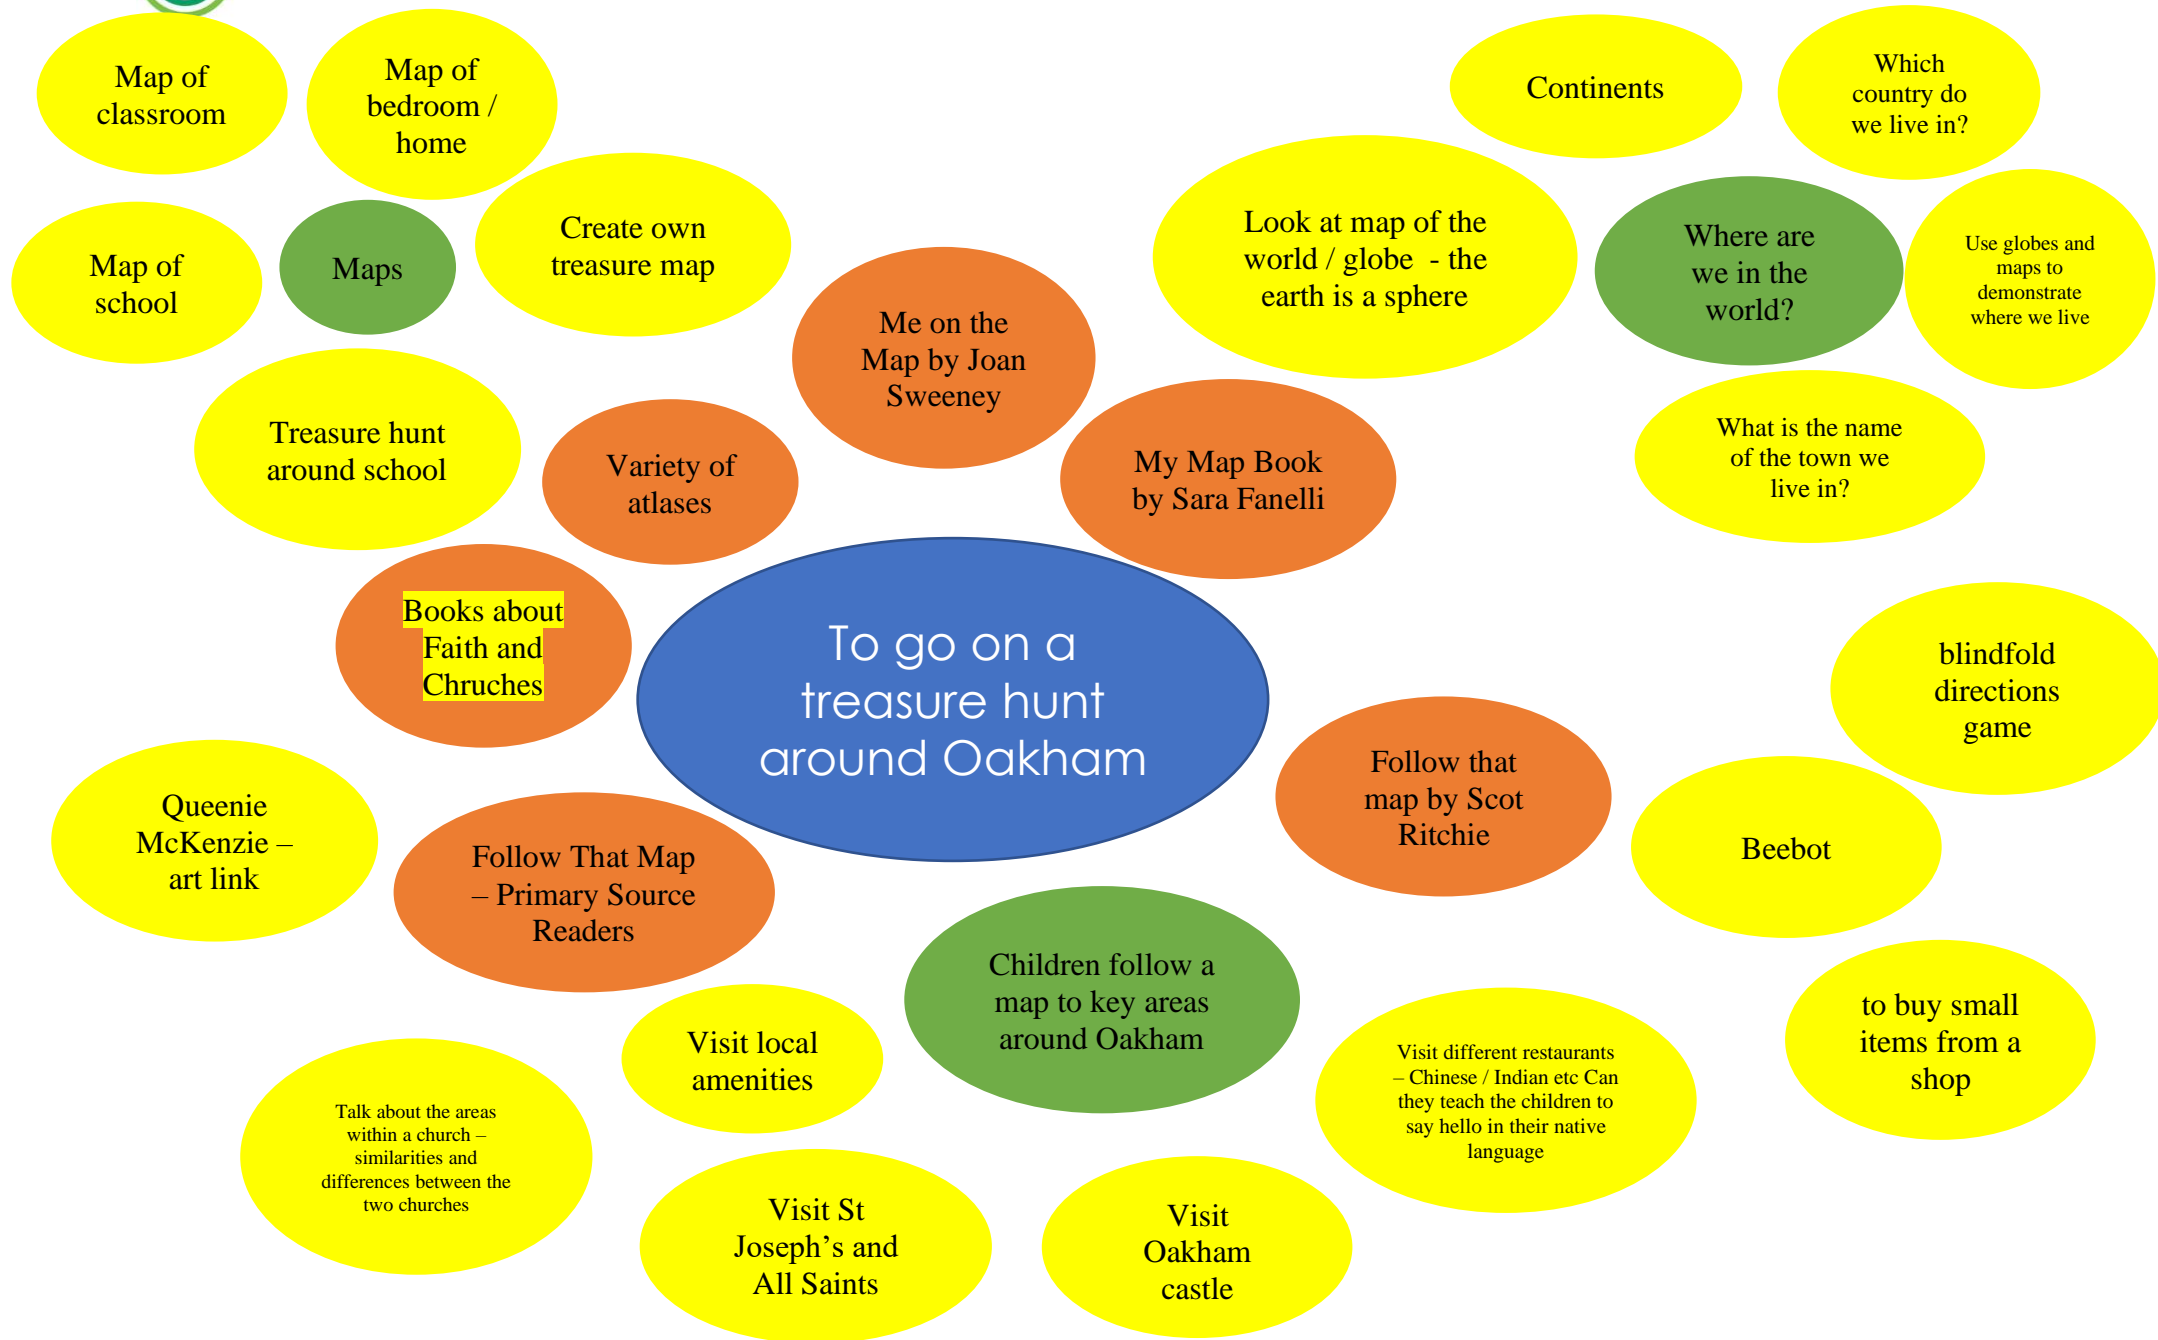 Map of
classroom
Map of
bedroom /
home
Continents
Which
country do
we live in?
Map of
school
Maps
Create own
treasure map
Look at map of the
world / globe  - the
earth is a sphere
Where are
we in the
world?
Use globes and
maps to
demonstrate
where we live
Me on the
Map by Joan
Sweeney
Treasure hunt
around school
Variety of
atlases
My Map Book
by Sara Fanelli
What is the name
of the town we
live in?
Books about
Faith and
Chruches
To go on a
treasure hunt
around Oakham
blindfold
directions
game
Queenie
McKenzie –
art link
Follow That Map
– Primary Source
Readers
Follow that
map by Scot
Ritchie
Beebot
Children follow a
map to key areas
around Oakham
Visit local
amenities
to buy small
items from a
shop
Talk about the areas
within a church –
similarities and
differences between the
two churches
Visit different restaurants
– Chinese / Indian etc Can
they teach the children to
say hello in their native
language
Visit St
Joseph’s and
All Saints
Visit
Oakham
castle